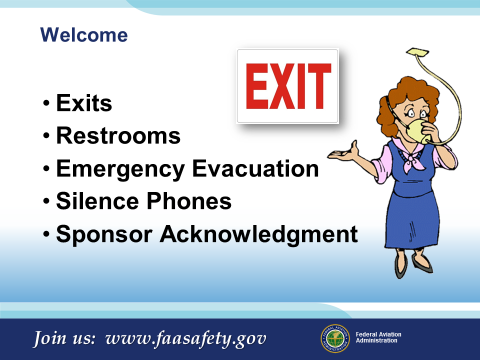 Welcome
EXIT
• Exits
• Restrooms
• Emergency Evacuation
• Silence Phones
• Sponsor Acknowledgment
Join us: www.faasafety.gov
Federal Aviation
Administration